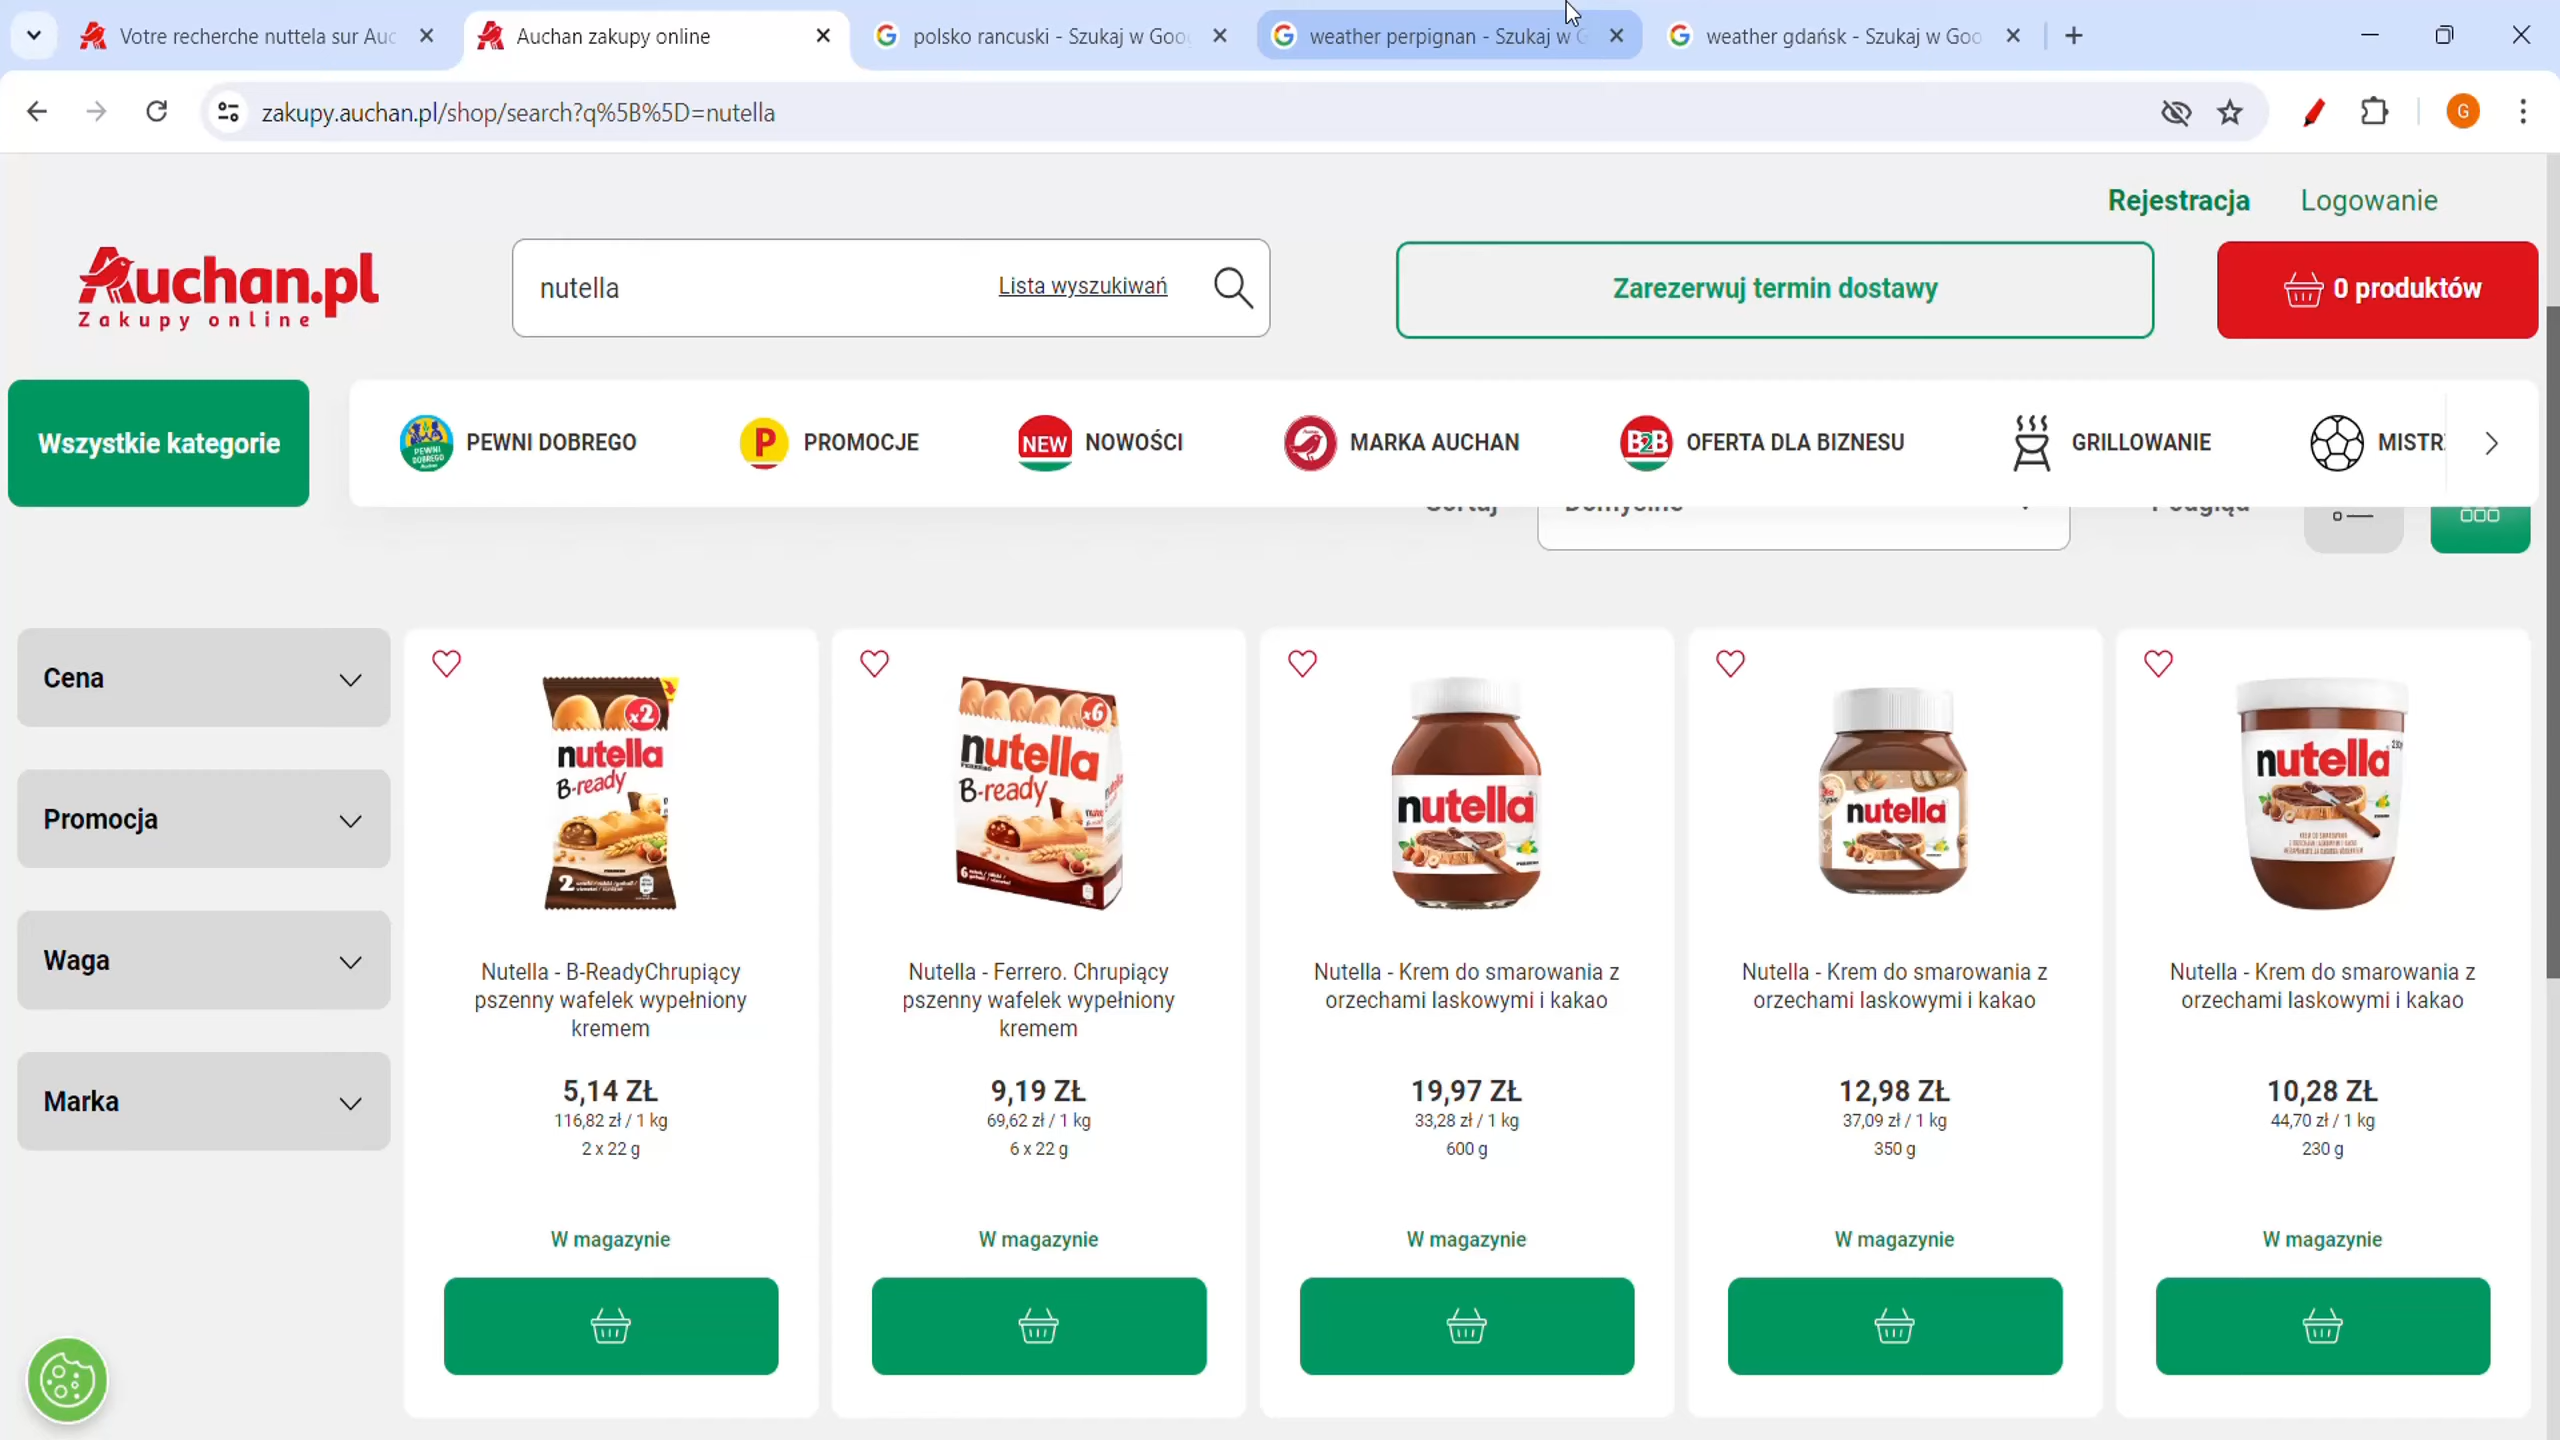 Votre recherche nuttela sur Auc
Auchan zakupy online
polsko rancuski - Szukaj w Goo
weather perpignan - Szukaj w G
weather gdańsk - Szukaj w Goo
zakupy.auchan.pl/shop/search?q%5B%5D=nutella
G
Rejestracja
Logowanie
Auchan.pl
Zakupy online
nutella
Lista wyszukiwań
Zarezerwuj termin dostawy
0 produktów
Wszystkie kategorie
PEWNI DOBREGO
PROMOCJE
NEW
NOWOŚCI
MARKA AUCHAN
B2B
OFERTA DLA BIZNESU
GRILLOWANIE
MISTR
Cena
Promocja
Waga
Marka
x2
nutella
B-ready
2
x6
nutella
B-ready
6
nutella
nutella
nutella
Nutella - B-ReadyChrupiący
pszenny wafelek wypełniony
kremem
5,14 ZŁ
116,82 zł / 1 kg
2 x 22 g
W magazynie
Nutella - Ferrero. Chrupiący
pszenny wafelek wypełniony
kremem
9,19 ZŁ
69,62 zł / 1 kg
6 x 22 g
W magazynie
Nutella - Krem do smarowania z
orzechami laskowymi i kakao
19,97 ZŁ
33,28 zł / 1 kg
600 g
W magazynie
Nutella - Krem do smarowania z
orzechami laskowymi i kakao
12,98 ZŁ
37,09 zł / 1 kg
350 g
W magazynie
Nutella - Krem do smarowania z
orzechami laskowymi i kakao
10,28 ZŁ
44,70 zł / 1 kg
230 g
W magazynie